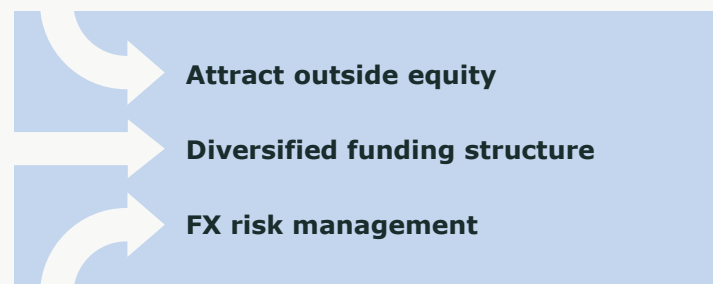 Attract outside equity
Diversified funding structure
FX risk management